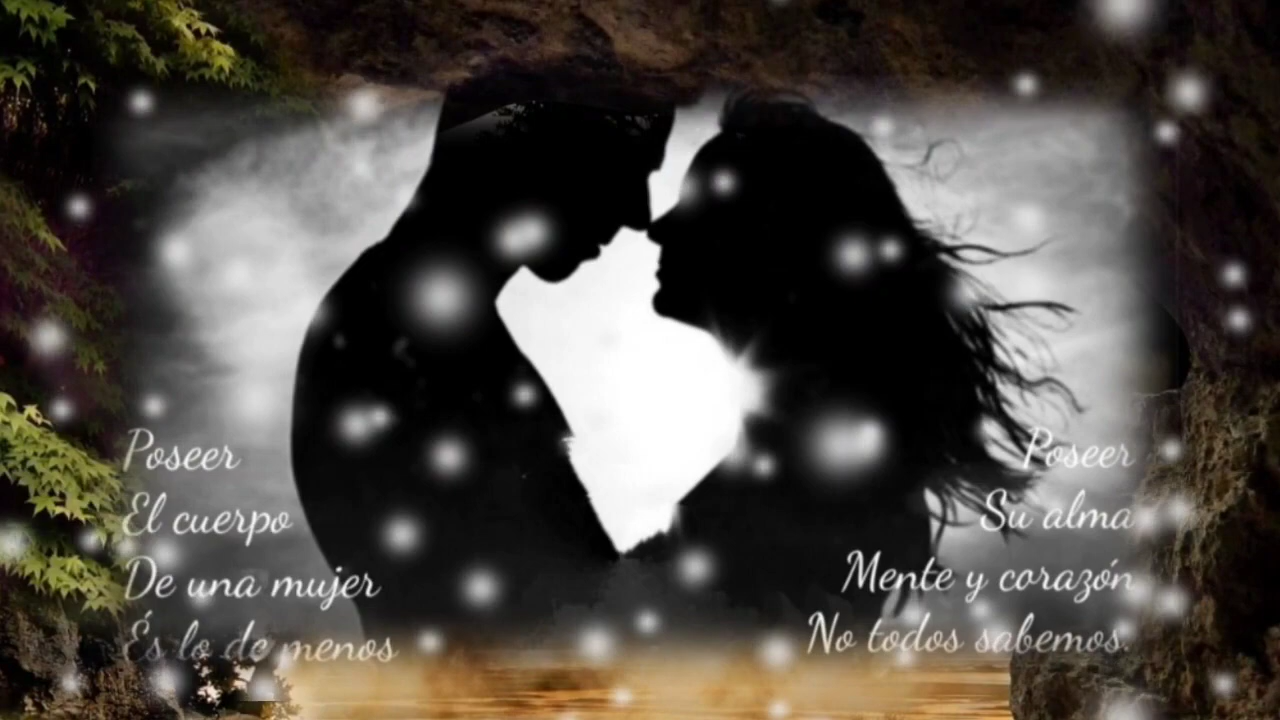 Poseer
El cuerpo
De una mujer
És lo de menos
Poseer
Su alma
Mente y corazón
No todos sabemos.